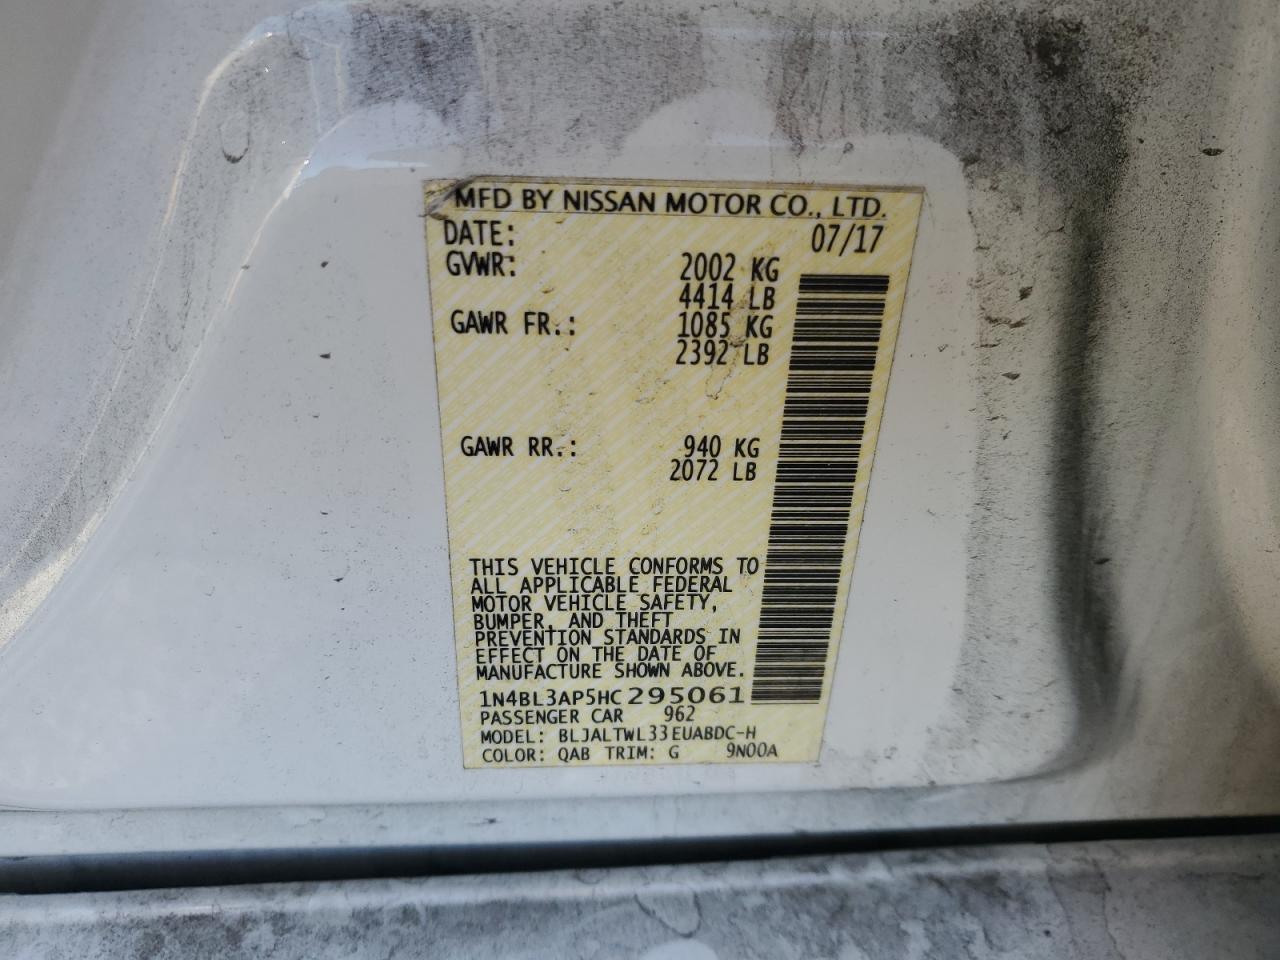 MFD BY NISSAN MOTOR CO., LTD.
DATE: 07/17
GVWR: 2002 KG
4414 LB
GAWR FR.: 1085 KG
2392 LB
GAWR RR.: 940 KG
2072 LB
THIS VEHICLE CONFORMS TO
ALL APPLICABLE FEDERAL
MOTOR VEHICLE SAFETY,
BUMPER, AND THEFT
PREVENTION STANDARDS IN
EFFECT ON THE DATE OF
MANUFACTURE SHOWN ABOVE.
1N4BL3AP5HC295061
PASSENGER CAR 962
MODEL: BLJALTWL33EUABDC-H
COLOR: QAB TRIM: G 9N00A